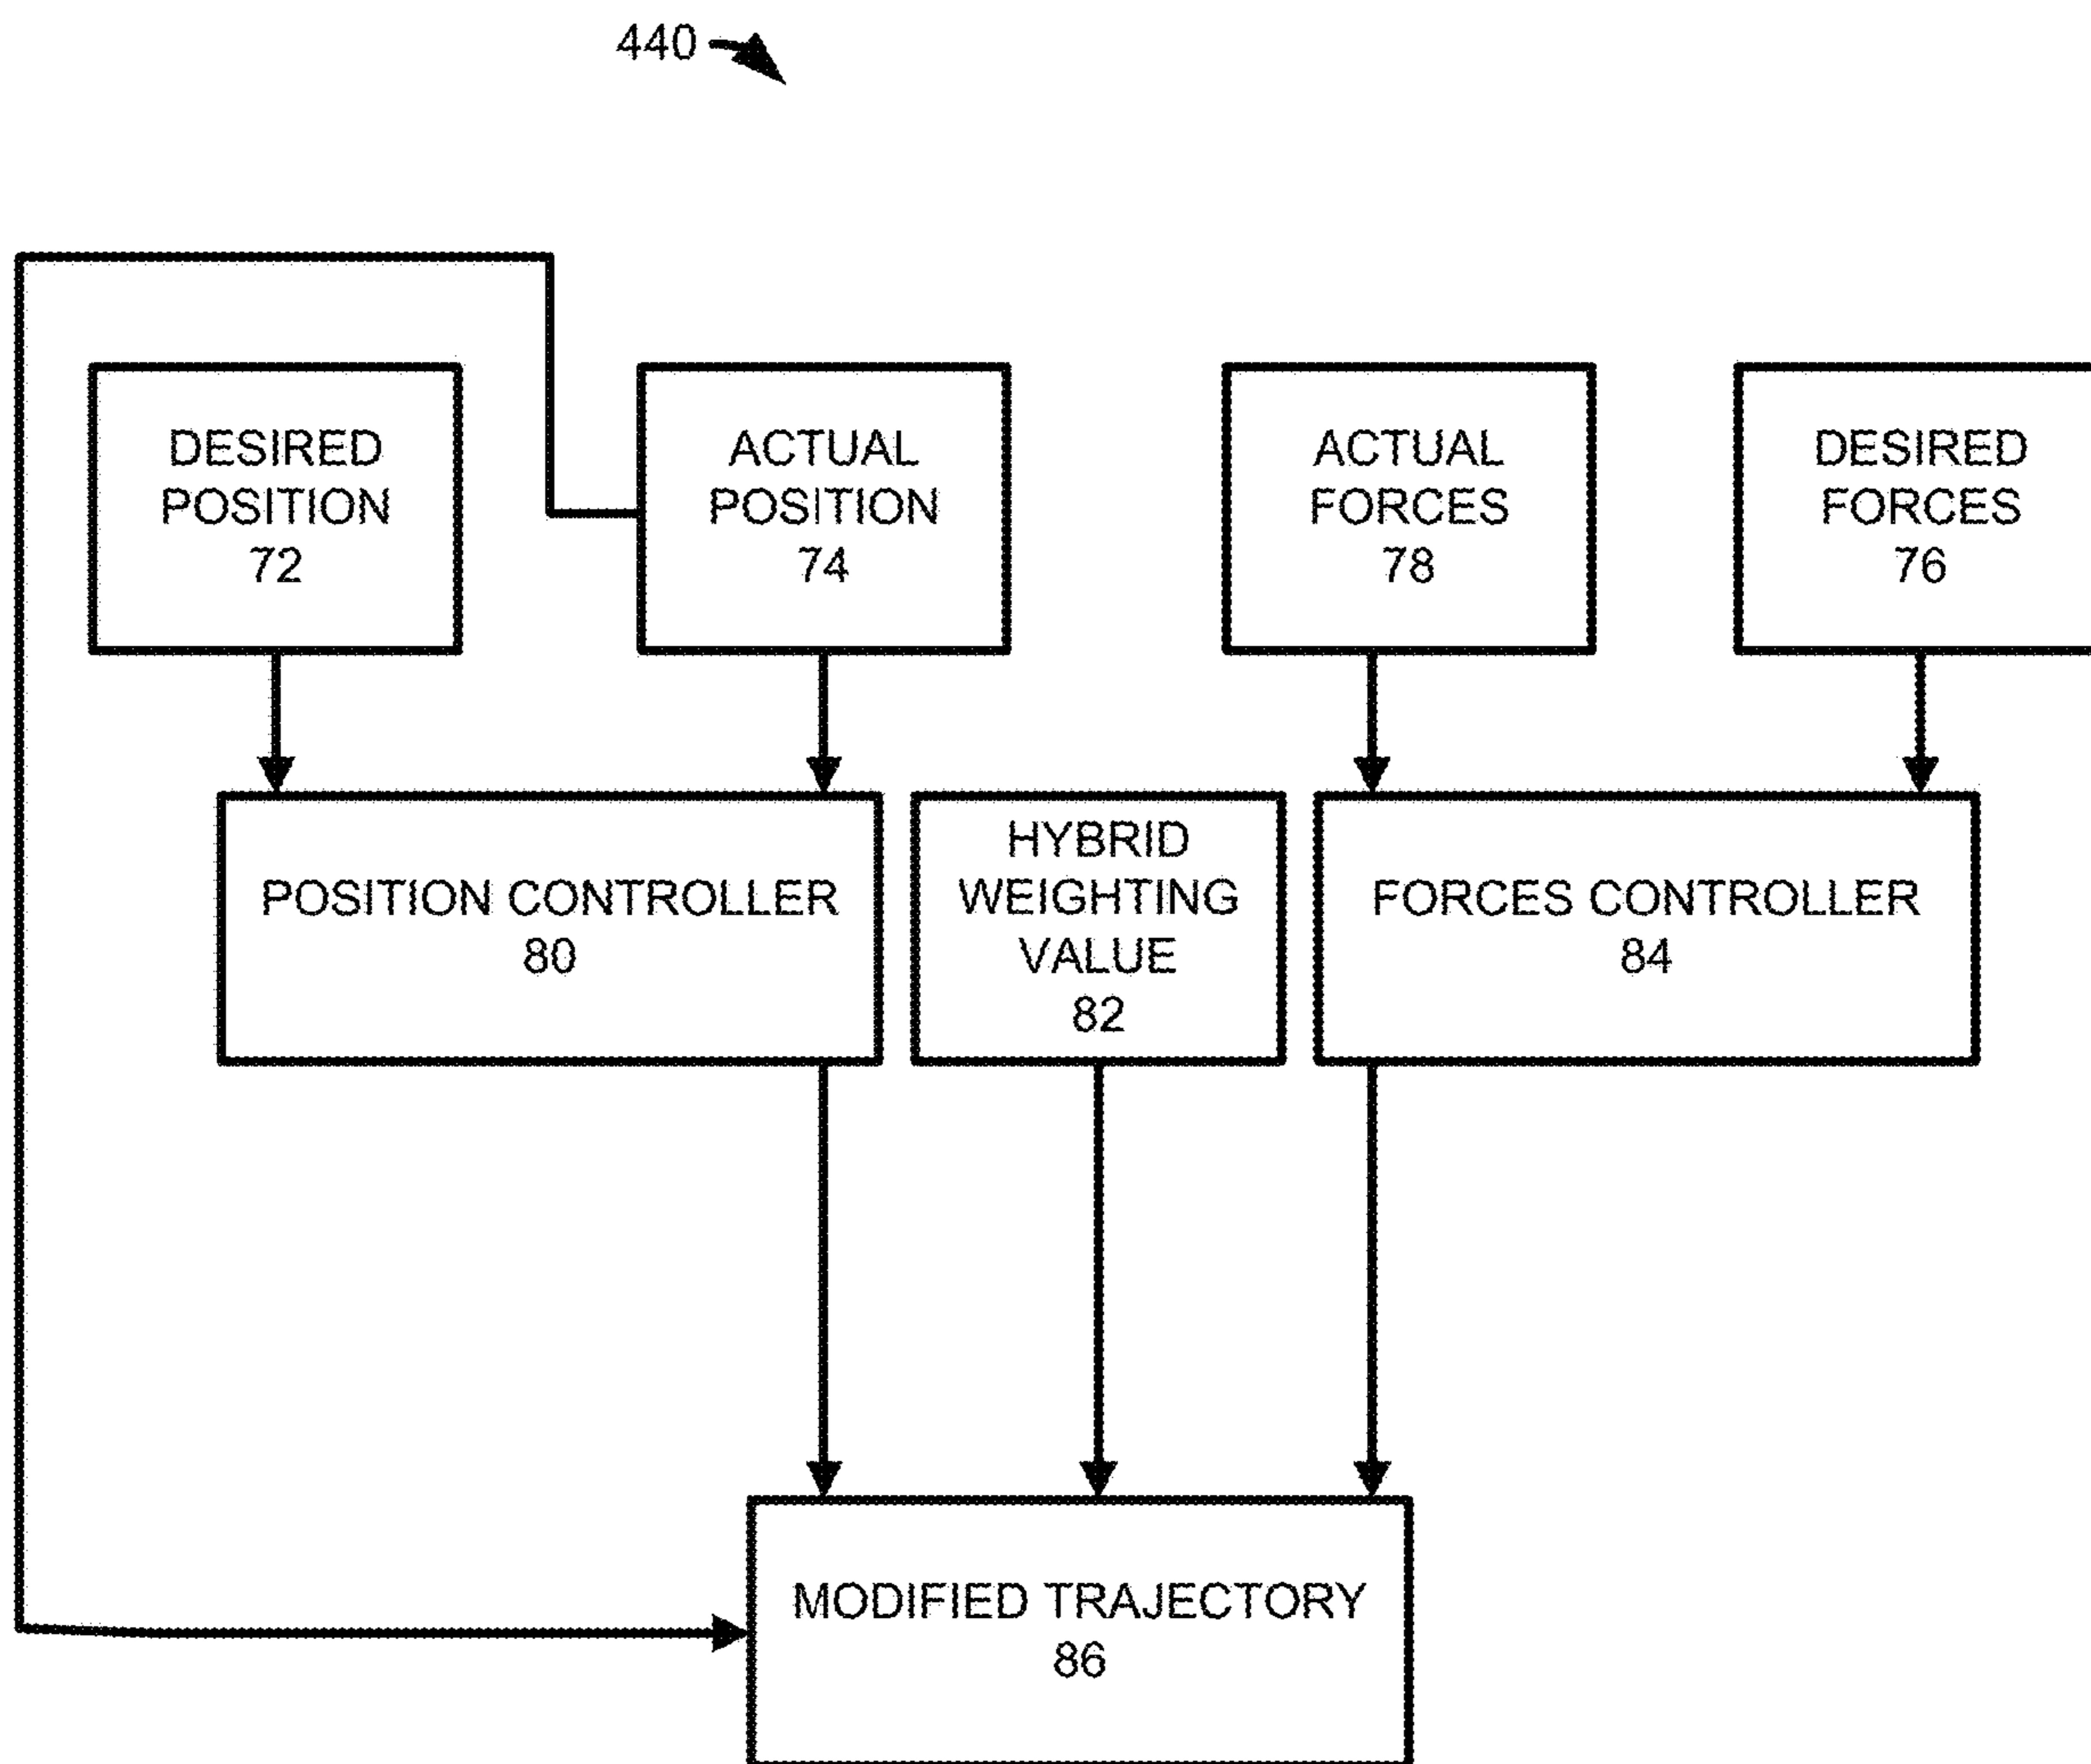 440
DESIRED
POSITION
72
ACTUAL
POSITION
74
ACTUAL
FORCES
78
DESIRED
FORCES
76
POSITION CONTROLLER
80
HYBRID
WEIGHTING
VALUE
82
FORCES CONTROLLER
84
MODIFIED TRAJECTORY
86